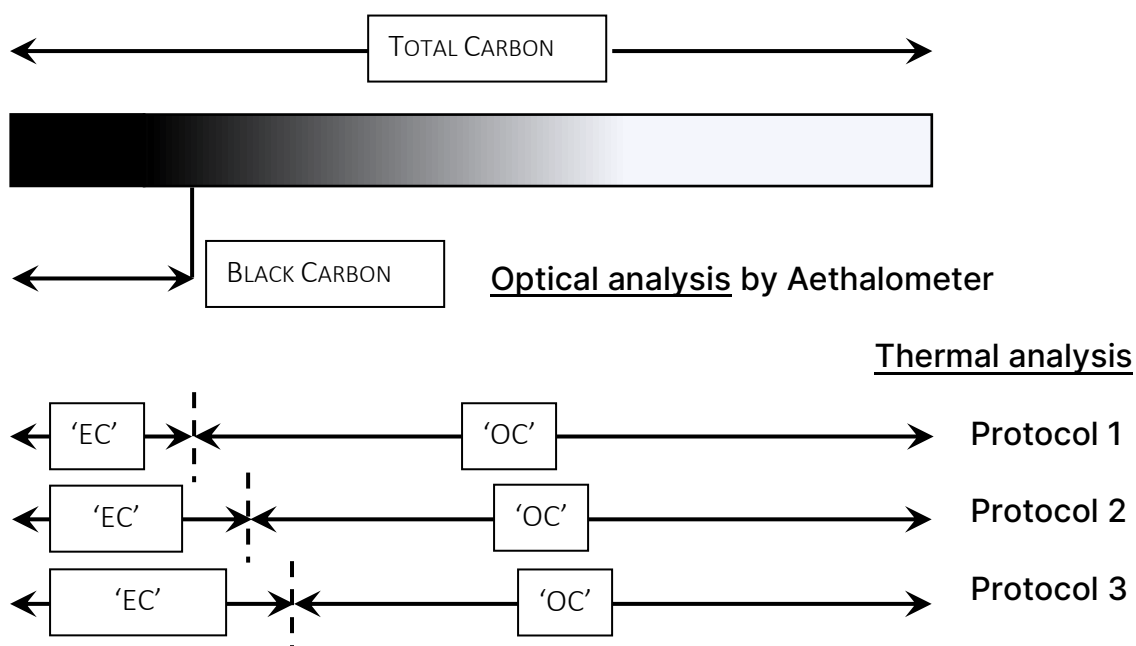 TOTAL CARBON
BLACK CARBON
Optical analysis by Aethalometer
Thermal analysis
‘EC’ ‘OC’ Protocol 1
‘EC’ ‘OC’ Protocol 2
‘EC’ ‘OC’ Protocol 3